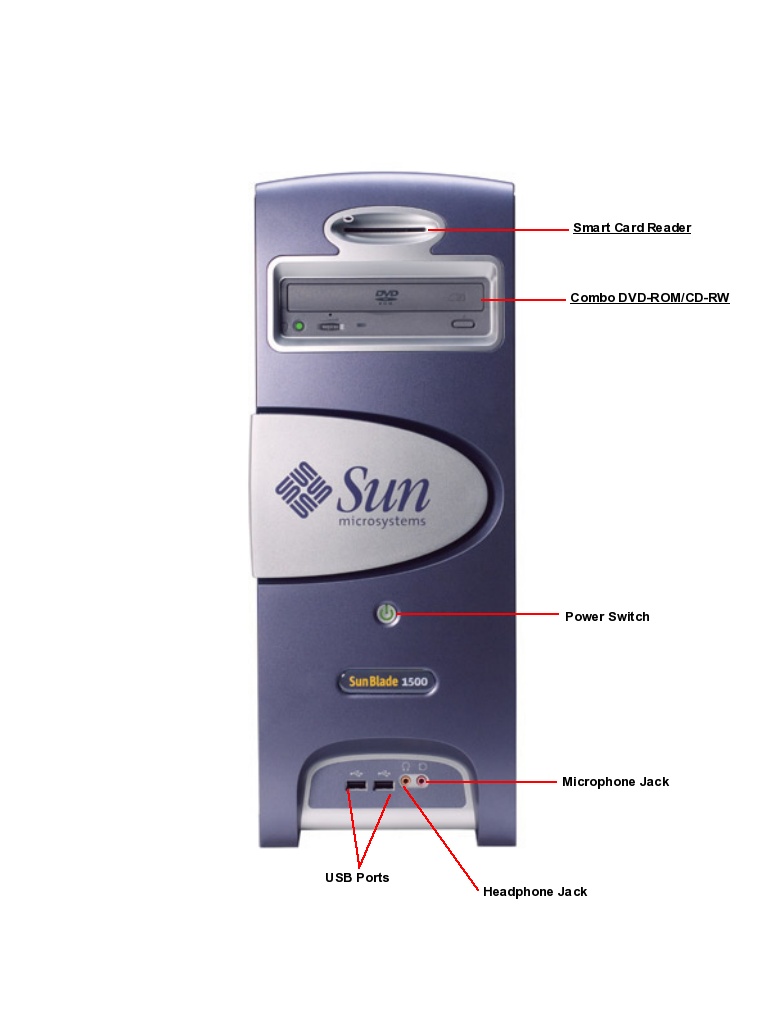 Smart Card Reader
Combo DVD-ROM/CD-RW
DVD
Sun
microsystems
Power Switch
Sun Blade 1500
Microphone Jack
USB Ports
Headphone Jack